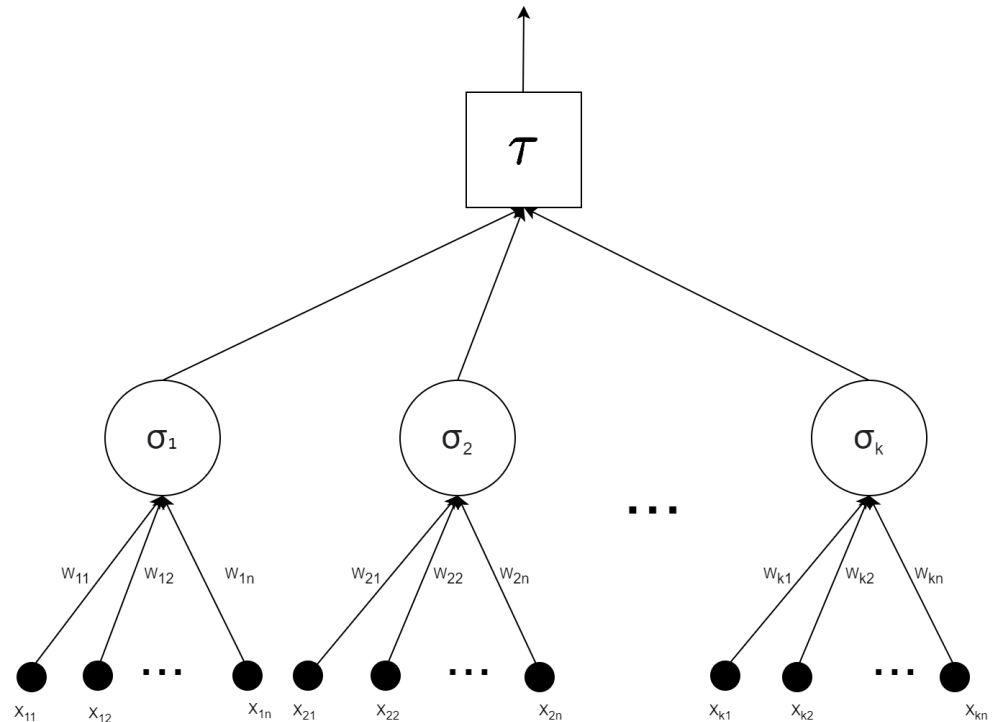 τ
σ₁ σ₂ σₖ
...
W₁₁ W₁₂ W₁ₙ W₂₁ W₂₂ W₂ₙ Wₖ₁ Wₖ₂ Wₖₙ
... ... ...
X₁₁ X₁₂ X₁ₙ X₂₁ X₂₂ X₂ₙ Xₖ₁ Xₖ₂ Xₖₙ